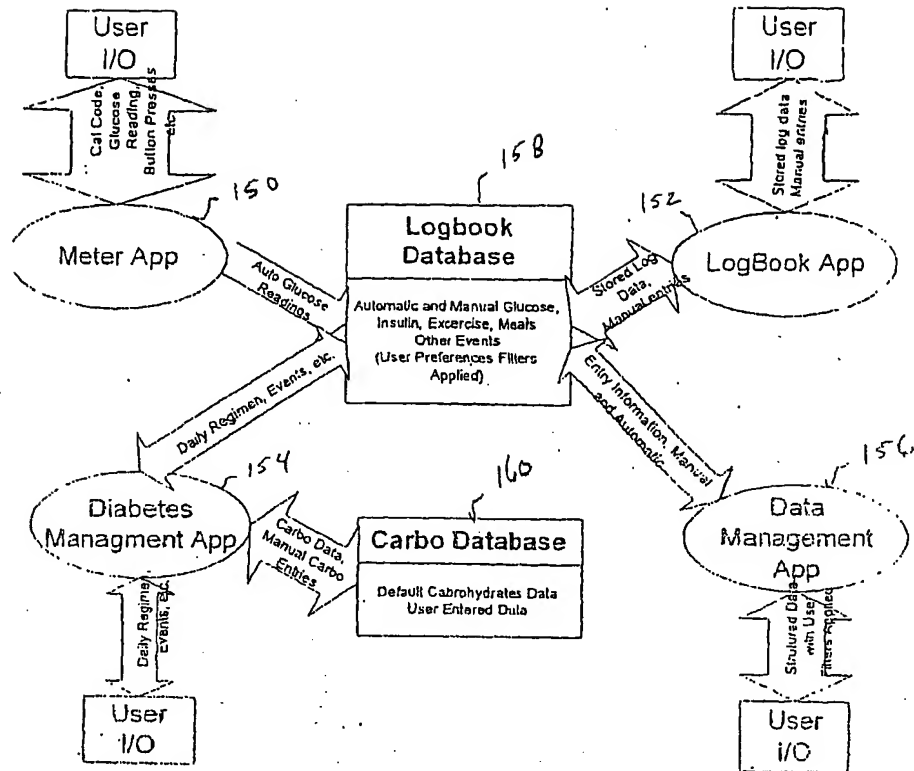 User
I/O
User
I/O
Cal Code,
Glucose
Reading,
Button Presses
etc
Stored log data
Manual entries
150
158
152
Meter App
Logbook
Database
LogBook App
Auto Glucose
Readings
Stored Log
Data,
Manual entries
Automatic and Manual Glucose,
Insulin, Excercise, Meals
Other Events
(User Preferences Filters
Applied)
Daily Regimen, Events, etc.
Entry Information, Manual
and Automatic
154
160
156
Diabetes
Managment App
Carbo Data,
Manual Carbo
Entries
Carbo Database
Default Cabrohydrates Data
User Entered Data
Data
Management
App
Daily Regime
Events, etc.
Strutured Data
with User
Filters Applied
User
I/O
User
I/O